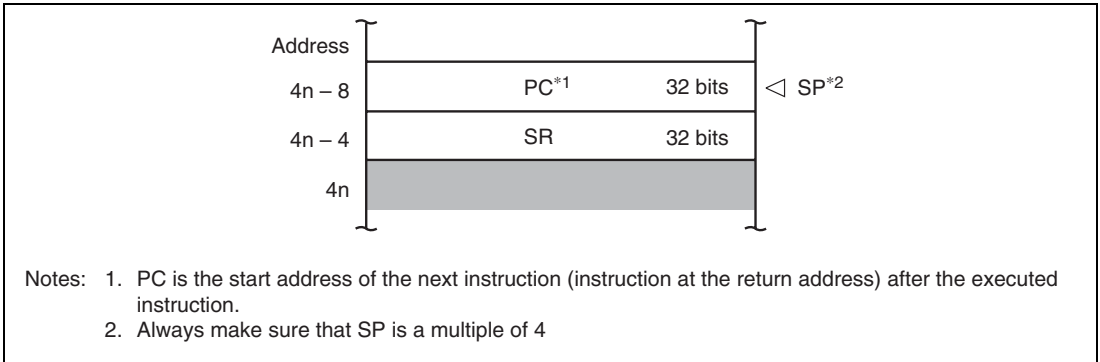 Address
4n – 8 PC*1 32 bits SP*2
4n – 4 SR 32 bits
4n
Notes: 1. PC is the start address of the next instruction (instruction at the return address) after the executed
instruction.
2. Always make sure that SP is a multiple of 4